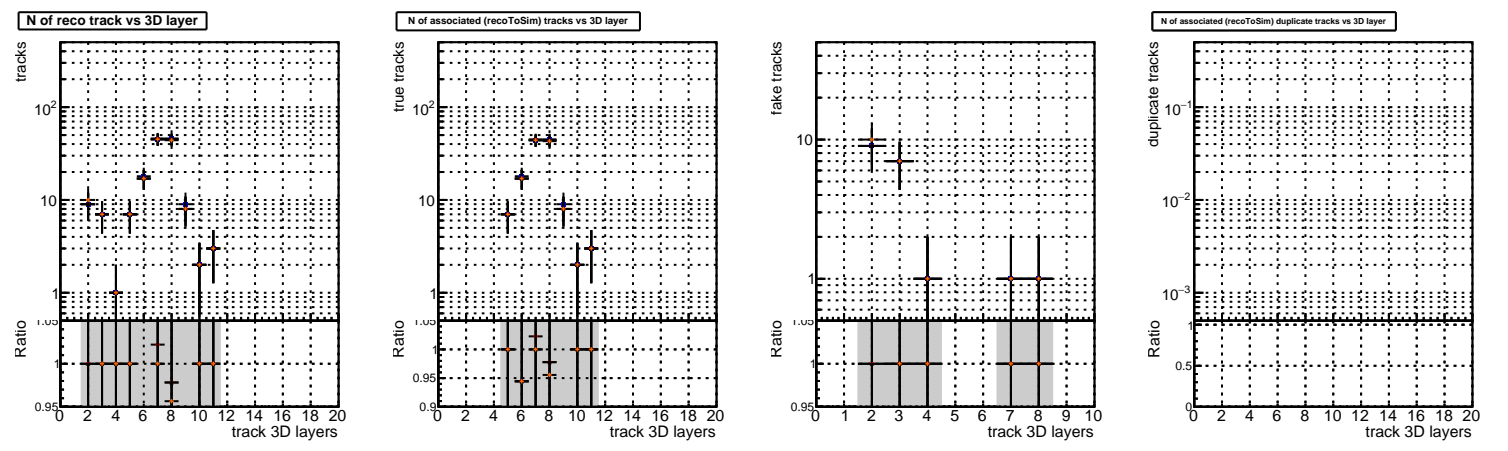 N of reco track vs 3D layer
tracks
10²
10
1
Ratio
1.05
1
0.95
0 2 4 6 8 10 12 14 16 18 20
track 3D layers
N of associated (recoToSim) tracks vs 3D layer
true tracks
10²
10
1
Ratio
1.05
1
0.95
0.9
0 2 4 6 8 10 12 14 16 18 20
track 3D layers
fake tracks
10
1
Ratio
1.05
1
0.95
0 1 2 3 4 5 6 7 8 9 10
track 3D layers
N of associated (recoToSim) duplicate tracks vs 3D layer
duplicate tracks
10⁻¹
10⁻²
10⁻³
Ratio
1
0.5
0
0 2 4 6 8 10 12 14 16 18 20
track 3D layers